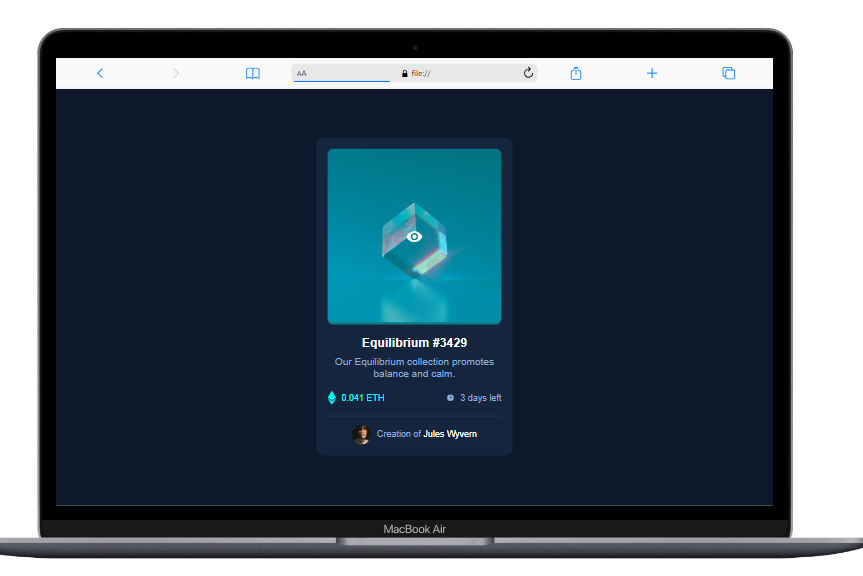 AA
file://
Equilibrium #3429
Our Equilibrium collection promotes
balance and calm.
0.041 ETH
3 days left
Creation of Jules Wyvern
MacBook Air